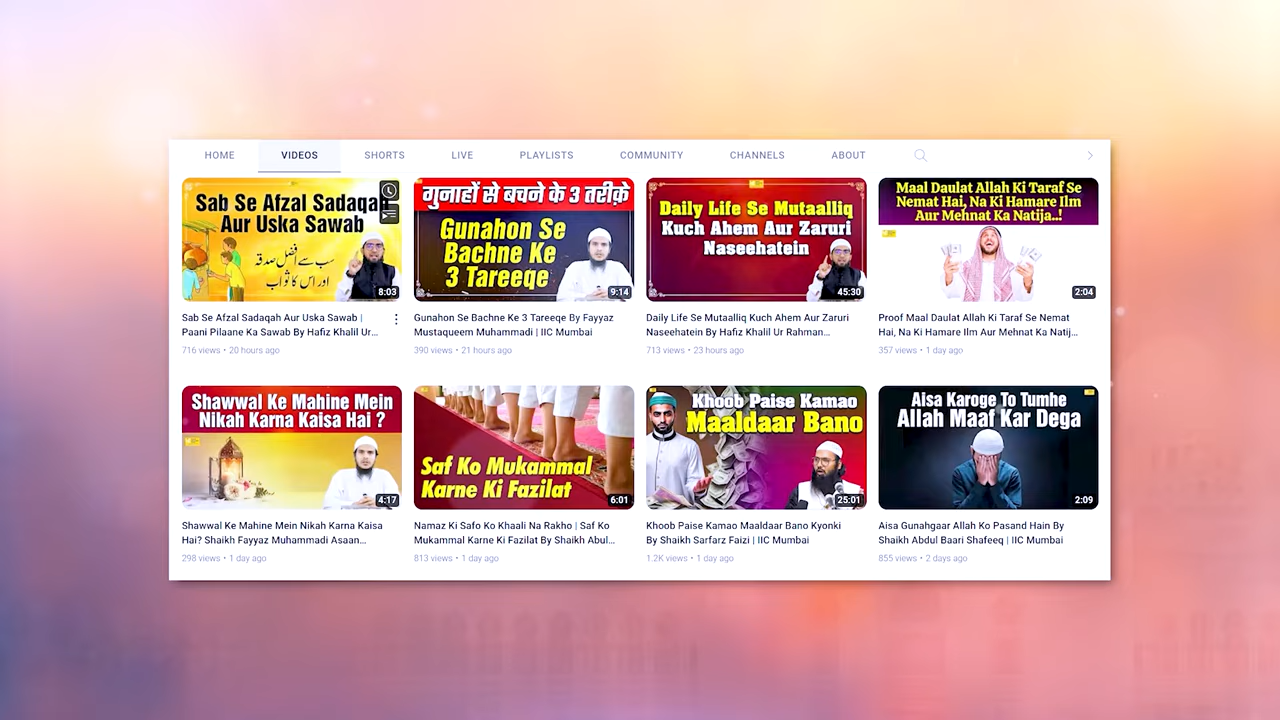 HOME VIDEOS SHORTS LIVE PLAYLISTS COMMUNITY CHANNELS ABOUT
Sab Se Afzal Sadaqah
Aur Uska Sawab
سب سے افضل صدقہ
اور اس کا ثواب
8:03
Sab Se Afzal Sadaqah Aur Uska Sawab |
Paani Pilaane Ka Sawab By Hafiz Khalil Ur...
716 views • 20 hours ago
गुनाहों से बचने के 3 तरीक़े
Gunahon Se
Bachne Ke
3 Tareeqe
9:14
Gunahon Se Bachne Ke 3 Tareeqe By Fayyaz
Mustaqueem Muhammadi | IIC Mumbai
390 views • 21 hours ago
Daily Life Se Mutaalliq
Kuch Ahem Aur Zaruri
Naseehatein
45:30
Daily Life Se Mutaalliq Kuch Ahem Aur Zaruri
Naseehatein By Hafiz Khalil Ur Rahman...
713 views • 23 hours ago
Maal Daulat Allah Ki Taraf Se
Nemat Hai, Na Ki Hamare Ilm
Aur Mehnat Ka Natija..!
2:04
Proof Maal Daulat Allah Ki Taraf Se Nemat
Hai, Na Ki Hamare Ilm Aur Mehnat Ka Natij...
357 views • 1 day ago
Shawwal Ke Mahine Mein
Nikah Karna Kaisa Hai ?
4:17
Shawwal Ke Mahine Mein Nikah Karna Kaisa
Hai? Shaikh Fayyaz Muhammadi Asaan...
298 views • 1 day ago
Saf Ko Mukammal
Karne Ki Fazilat
6:01
Namaz Ki Safo Ko Khaali Na Rakho | Saf Ko
Mukammal Karne Ki Fazilat By Shaikh Abul...
813 views • 1 day ago
Khoob Paise Kamao
Maaldaar Bano
25:01
Khoob Paise Kamao Maaldaar Bano Kyonki
By Shaikh Sarfarz Faizi | IIC Mumbai
1.2K views • 1 day ago
Aisa Karoge To Tumhe
Allah Maaf Kar Dega
2:09
Aisa Gunahgaar Allah Ko Pasand Hain By
Shaikh Abdul Baari Shafeeq | IIC Mumbai
855 views • 2 days ago